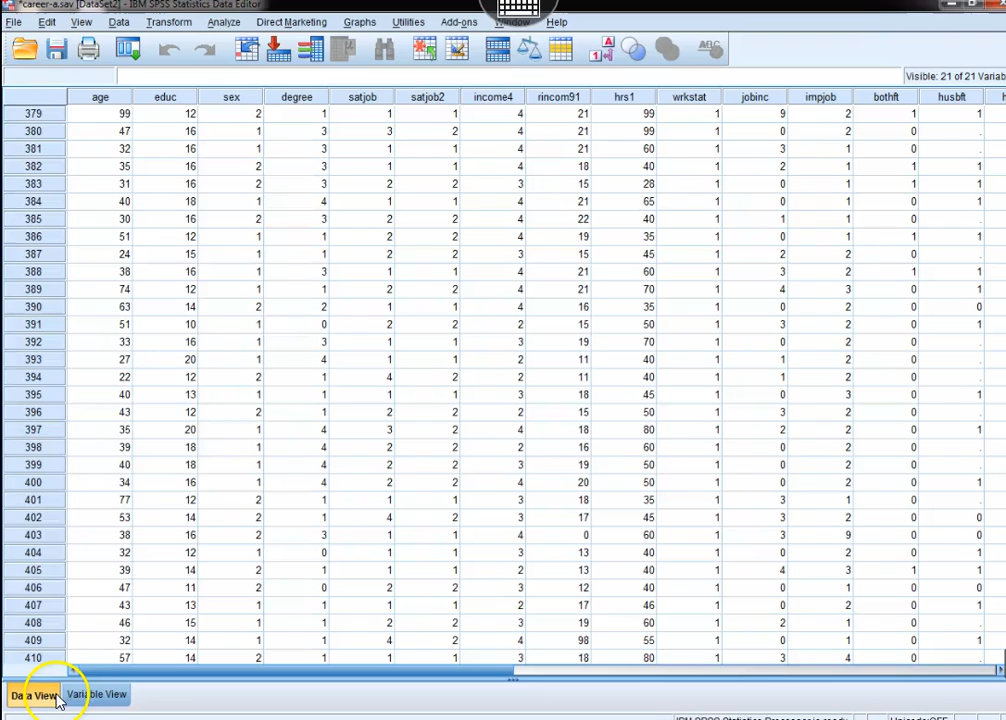 *career-a.sav [DataSet2] - IBM SPSS Statistics Data Editor
File Edit View Data Transform Analyze Direct Marketing Graphs Utilities Add-ons Window Help
Visible: 21 of 21 Variab
age educ sex degree satjob satjob2 income4 rincom91 hrs1 wrkstat jobinc impjob bothft husbft
379 99 12 2 1 1 1 4 21 99 1 9 2 1 1
380 47 16 1 3 3 2 4 21 99 1 0 2 0 .
381 32 16 1 3 1 1 4 21 60 1 3 1 0 .
382 35 16 2 3 1 1 4 18 40 1 2 1 1 1
383 31 16 2 3 2 2 3 15 28 1 0 1 1 1
384 40 18 1 4 1 1 4 21 65 1 0 2 0 .
385 30 16 2 3 2 2 4 22 40 1 1 1 0 .
386 51 12 1 1 2 2 4 19 35 1 0 1 1 1
387 24 15 1 1 2 2 3 15 45 1 2 2 0 .
388 38 16 1 3 1 1 4 21 60 1 3 2 1 1
389 74 12 1 1 2 2 4 21 70 1 4 3 0 1
390 63 14 2 2 1 1 4 16 35 1 0 2 0 0
391 51 10 1 0 2 2 2 15 50 1 3 2 0 .
392 33 16 1 3 1 1 3 19 70 1 0 2 0 .
393 27 20 1 4 1 1 2 11 40 1 1 2 0 .
394 22 12 2 1 4 2 2 11 40 1 1 2 0 .
395 40 13 1 1 1 1 3 18 45 1 0 3 0 1
396 43 12 2 1 2 2 2 15 50 1 3 2 0 .
397 35 20 1 4 3 2 4 18 80 1 2 2 0 1
398 39 18 1 4 2 2 2 16 60 1 0 2 0 .
399 40 18 1 4 2 2 3 19 50 1 0 2 0 .
400 34 16 1 4 2 2 4 20 50 1 0 2 0 1
401 77 12 2 1 1 1 3 18 35 1 3 1 0 .
402 53 14 2 1 4 2 3 17 45 1 3 2 0 0
403 38 16 2 3 1 1 4 0 60 1 3 9 0 0
404 32 12 1 0 1 1 3 13 40 1 0 2 0 1
405 39 14 2 1 1 1 2 13 40 1 4 3 1 1
406 47 11 2 0 2 2 3 12 40 1 0 1 0 0
407 43 13 1 1 1 1 2 17 46 1 0 2 0 1
408 46 15 1 1 2 2 3 19 60 1 2 1 0 .
409 32 14 1 1 4 2 4 98 55 1 0 1 0 1
410 57 14 2 1 1 1 3 18 80 1 3 4 0 .
Data View Variable View